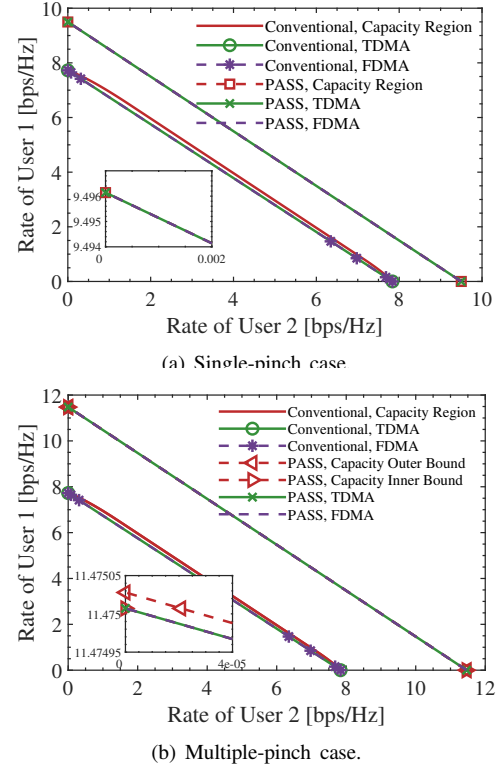 10
8
6
4
2
0
Rate of User 1 [bps/Hz]
Conventional, Capacity Region
Conventional, TDMA
Conventional, FDMA
PASS, Capacity Region
PASS, TDMA
PASS, FDMA
9.496
9.495
9.494
0
0.002
0 2 4 6 8 10
Rate of User 2 [bps/Hz]
(a) Single-pinch case
12
10
8
6
4
2
0
Rate of User 1 [bps/Hz]
Conventional, Capacity Region
Conventional, TDMA
Conventional, FDMA
PASS, Capacity Outer Bound
PASS, Capacity Inner Bound
PASS, TDMA
PASS, FDMA
11.47505
11.475
11.47495
0
4e-05
0 2 4 6 8 10 12
Rate of User 2 [bps/Hz]
(b) Multiple-pinch case.